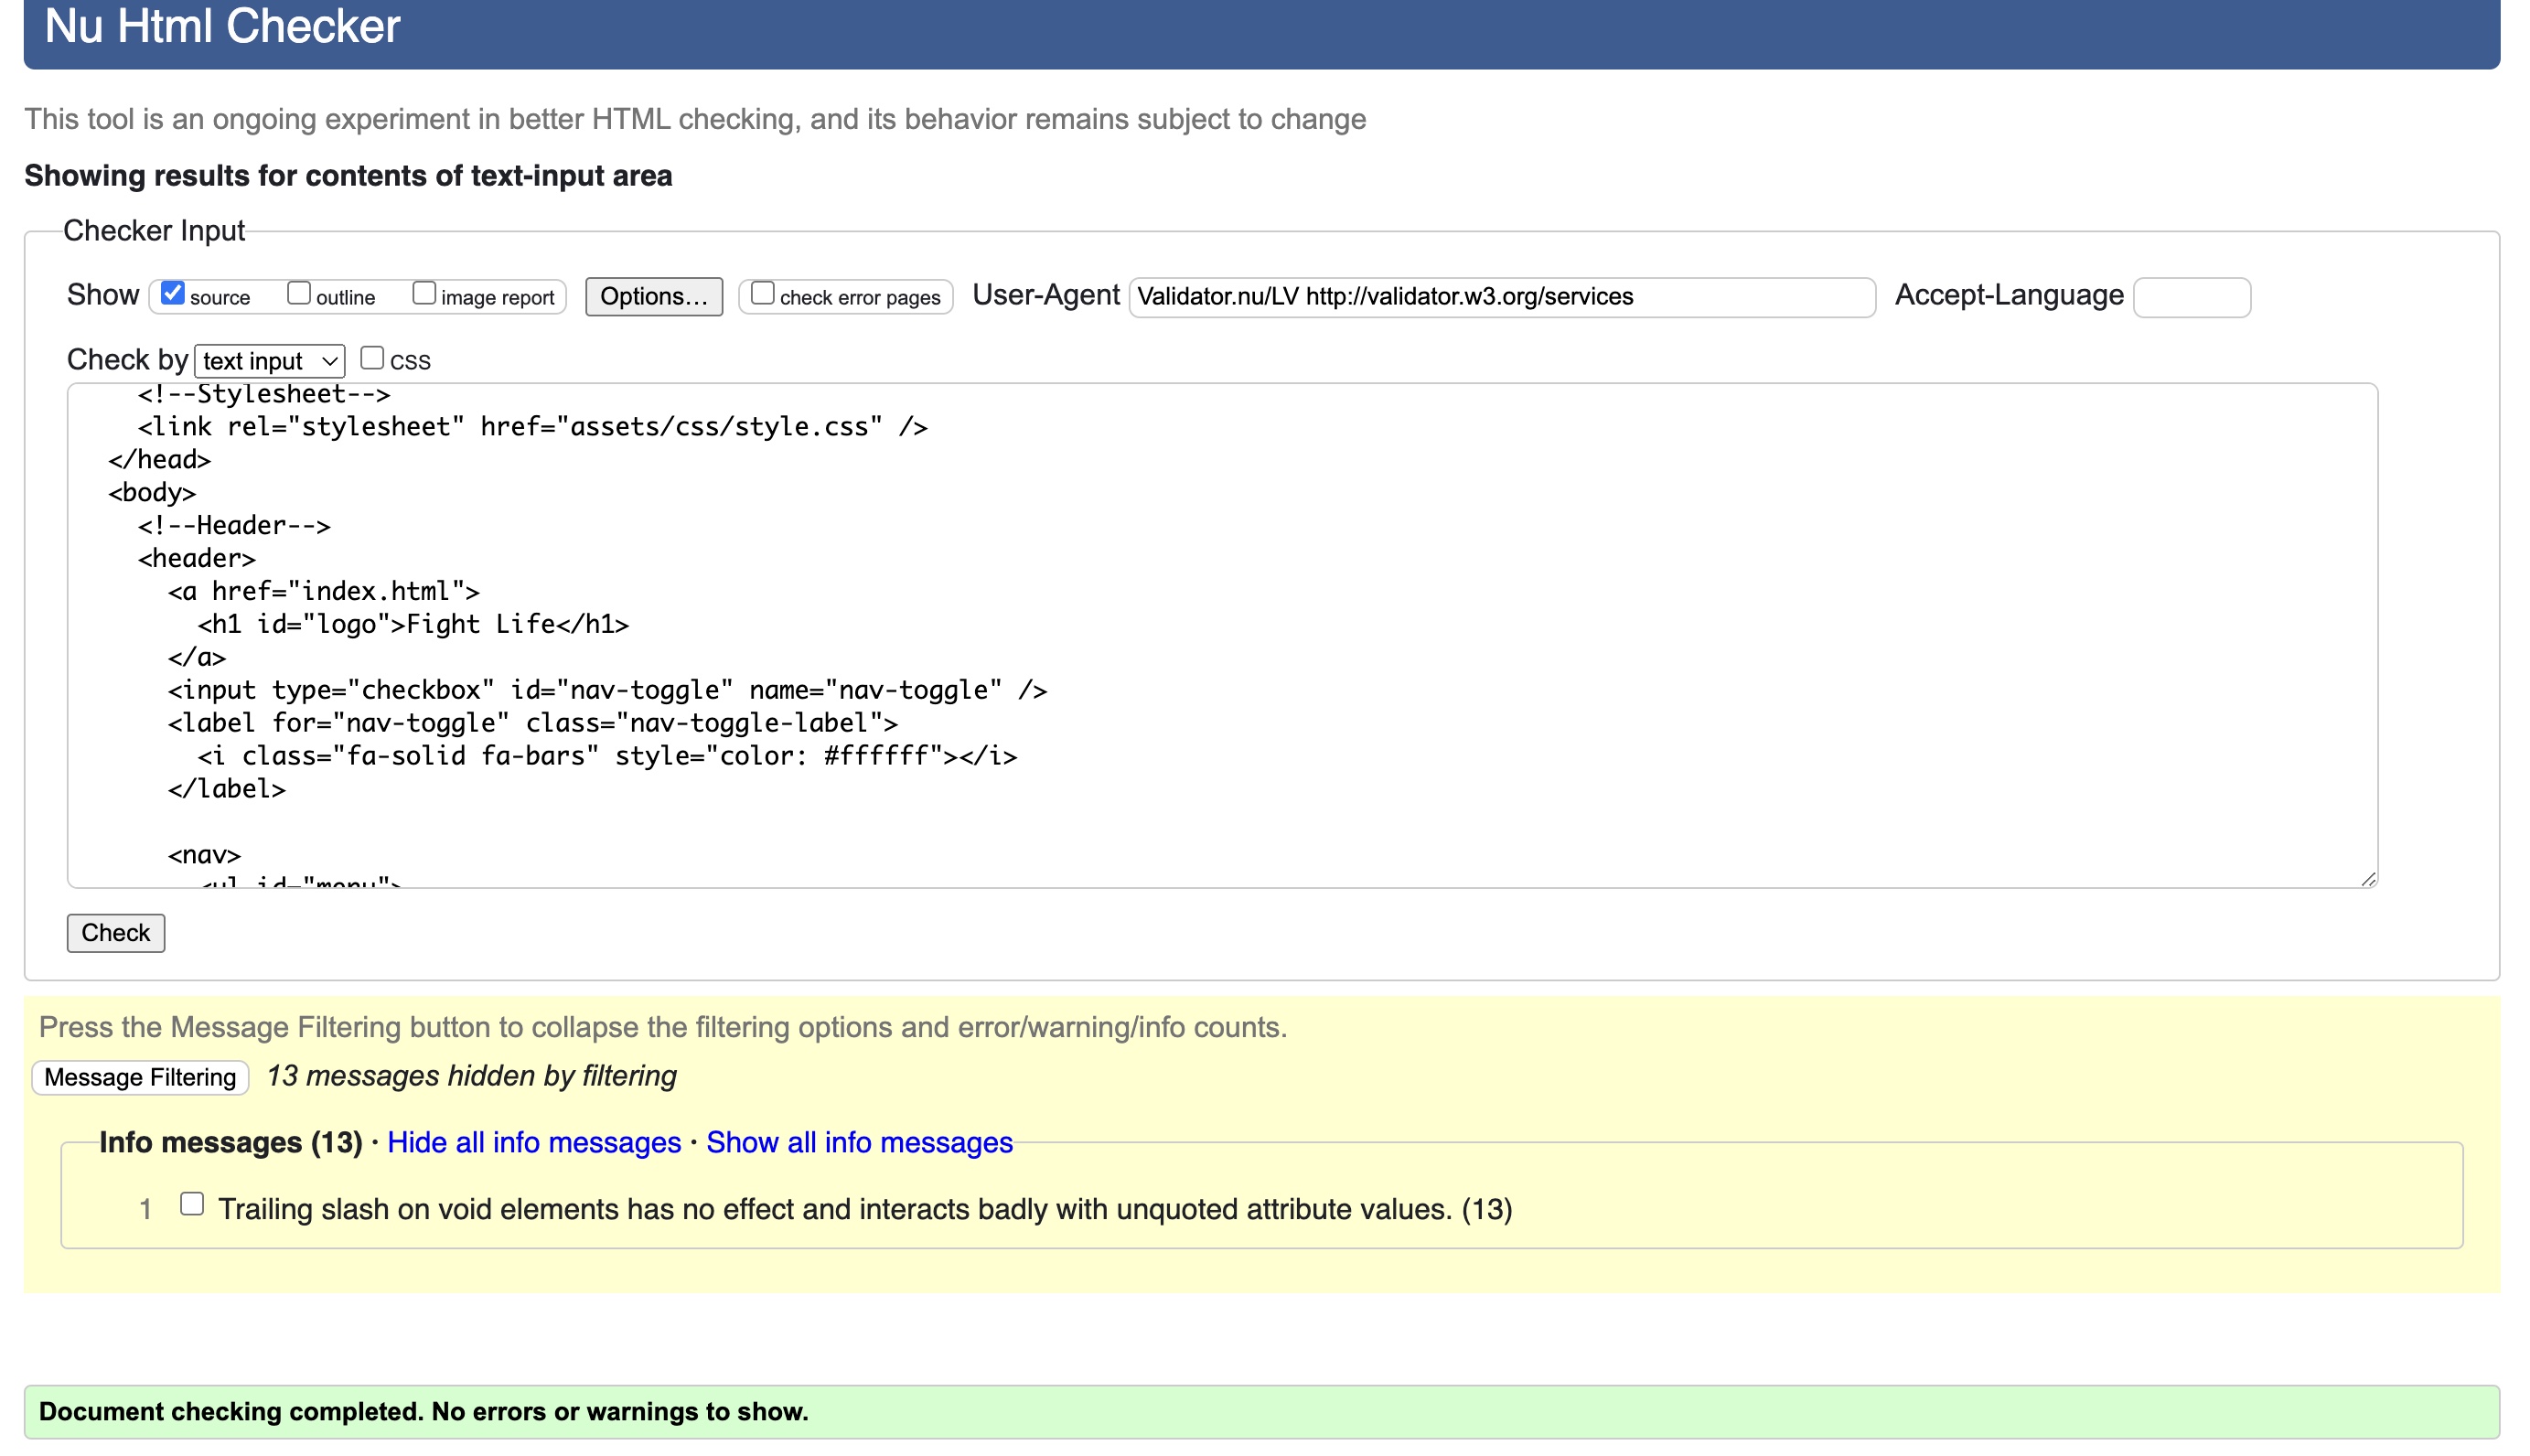 Nu Html Checker
This tool is an ongoing experiment in better HTML checking, and its behavior remains subject to change
Showing results for contents of text-input area
Checker Input
Show source outline image report Options... check error pages User-Agent Validator.nu/LV http://validator.w3.org/services Accept-Language
Check by text input css
<!--Stylesheet-->
<link rel="stylesheet" href="assets/css/style.css" />
</head>
<body>
<!--Header-->
<header>
<a href="index.html">
<h1 id="logo">Fight Life</h1>
</a>
<input type="checkbox" id="nav-toggle" name="nav-toggle" />
<label for="nav-toggle" class="nav-toggle-label">
<i class="fa-solid fa-bars" style="color: #ffffff"></i>
</label>
<nav>
<ul id="menu">
Check
Press the Message Filtering button to collapse the filtering options and error/warning/info counts.
Message Filtering 13 messages hidden by filtering
Info messages (13) · Hide all info messages · Show all info messages
1 Trailing slash on void elements has no effect and interacts badly with unquoted attribute values. (13)
Document checking completed. No errors or warnings to show.